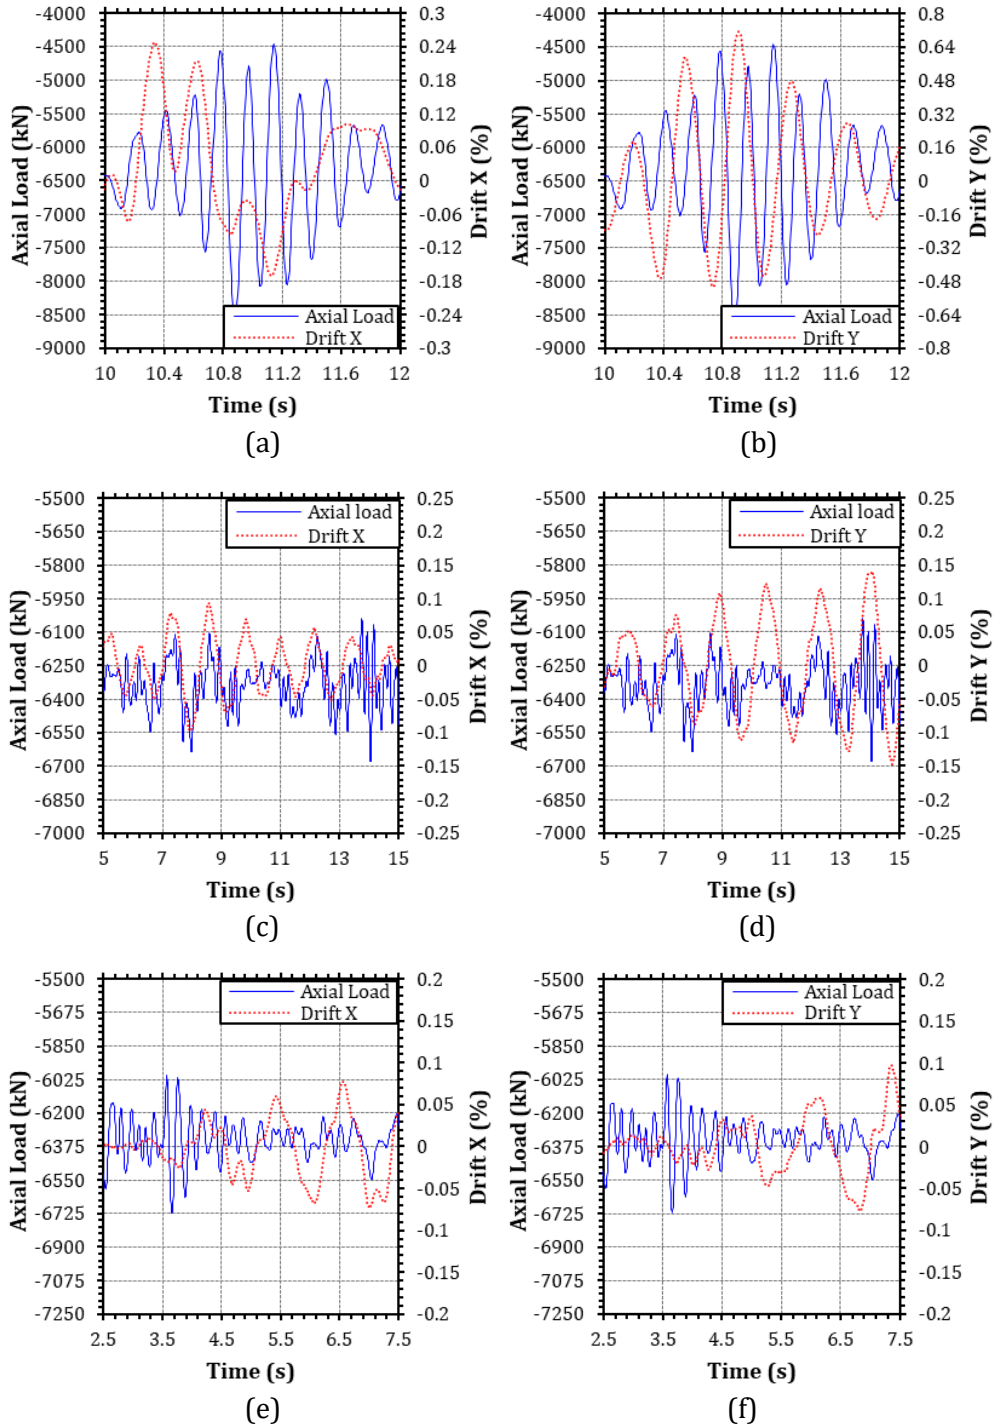 -4000 -4500 -5000 -5500 -6000 -6500 -7000 -7500 -8000 -8500 -9000
Axial Load (kN)
0.3 0.24 0.18 0.12 0.06 0 -0.06 -0.12 -0.18 -0.24 -0.3
Drift X (%)
Axial Load
Drift X
10 10.4 10.8 11.2 11.6 12
Time (s)
(a)
-4000 -4500 -5000 -5500 -6000 -6500 -7000 -7500 -8000 -8500 -9000
Axial Load (kN)
0.8 0.64 0.48 0.32 0.16 0 -0.16 -0.32 -0.48 -0.64 -0.8
Drift Y (%)
Axial Load
Drift Y
10 10.4 10.8 11.2 11.6 12
Time (s)
(b)
-5500 -5650 -5800 -5950 -6100 -6250 -6400 -6550 -6700 -6850 -7000
Axial Load (kN)
0.25 0.2 0.15 0.1 0.05 0 -0.05 -0.1 -0.15 -0.2 -0.25
Drift X (%)
Axial load
Drift X
5 7 9 11 13 15
Time (s)
(c)
-5500 -5650 -5800 -5950 -6100 -6250 -6400 -6550 -6700 -6850 -7000
Axial Load (kN)
0.25 0.2 0.15 0.1 0.05 0 -0.05 -0.1 -0.15 -0.2 -0.25
Drift Y (%)
Axial load
Drift Y
5 7 9 11 13 15
Time (s)
(d)
-5500 -5675 -5850 -6025 -6200 -6375 -6550 -6725 -6900 -7075 -7250
Axial Load (kN)
0.2 0.15 0.1 0.05 0 -0.05 -0.1 -0.15 -0.2
Drift X (%)
Axial Load
Drift X
2.5 3.5 4.5 5.5 6.5 7.5
Time (s)
(e)
-5500 -5675 -5850 -6025 -6200 -6375 -6550 -6725 -6900 -7075 -7250
Axial Load (kN)
0.2 0.15 0.1 0.05 0 -0.05 -0.1 -0.15 -0.2
Drift Y (%)
Axial Load
Drift Y
2.5 3.5 4.5 5.5 6.5 7.5
Time (s)
(f)